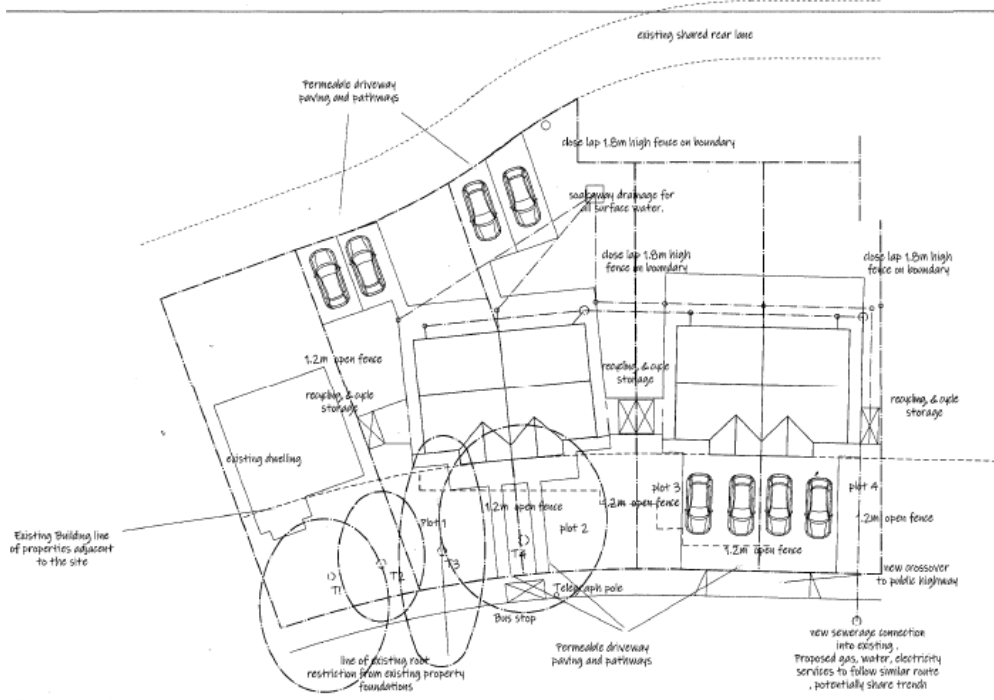 existing shared rear lane
Permeable driveway
paving and pathways
close lap 1.8m high fence on boundary
soakaway drainage for
all surface water.
close lap 1.8m high
fence on boundary
close lap 1.8m high
fence on boundary
1.2m open fence
recycling, & cycle
storage
recycling, & cycle
storage
recycling, & cycle
storage
existing dwelling
plot 3
plot 4
1.2m open fence
1.2m open fence
.2m open fence
Plot 1
plot 2
Existing Building line
of properties adjacent
to the site
T4
1.2m open fence
T3
T2
T1
new crossover
to public highway
Telegraph pole
Bus stop
line of existing root
restriction from existing property
foundations
Permeable driveway
paving and pathways
new sewerage connection
into existing .
Proposed gas, water, electricity
services to follow similar route
, potentially share trench